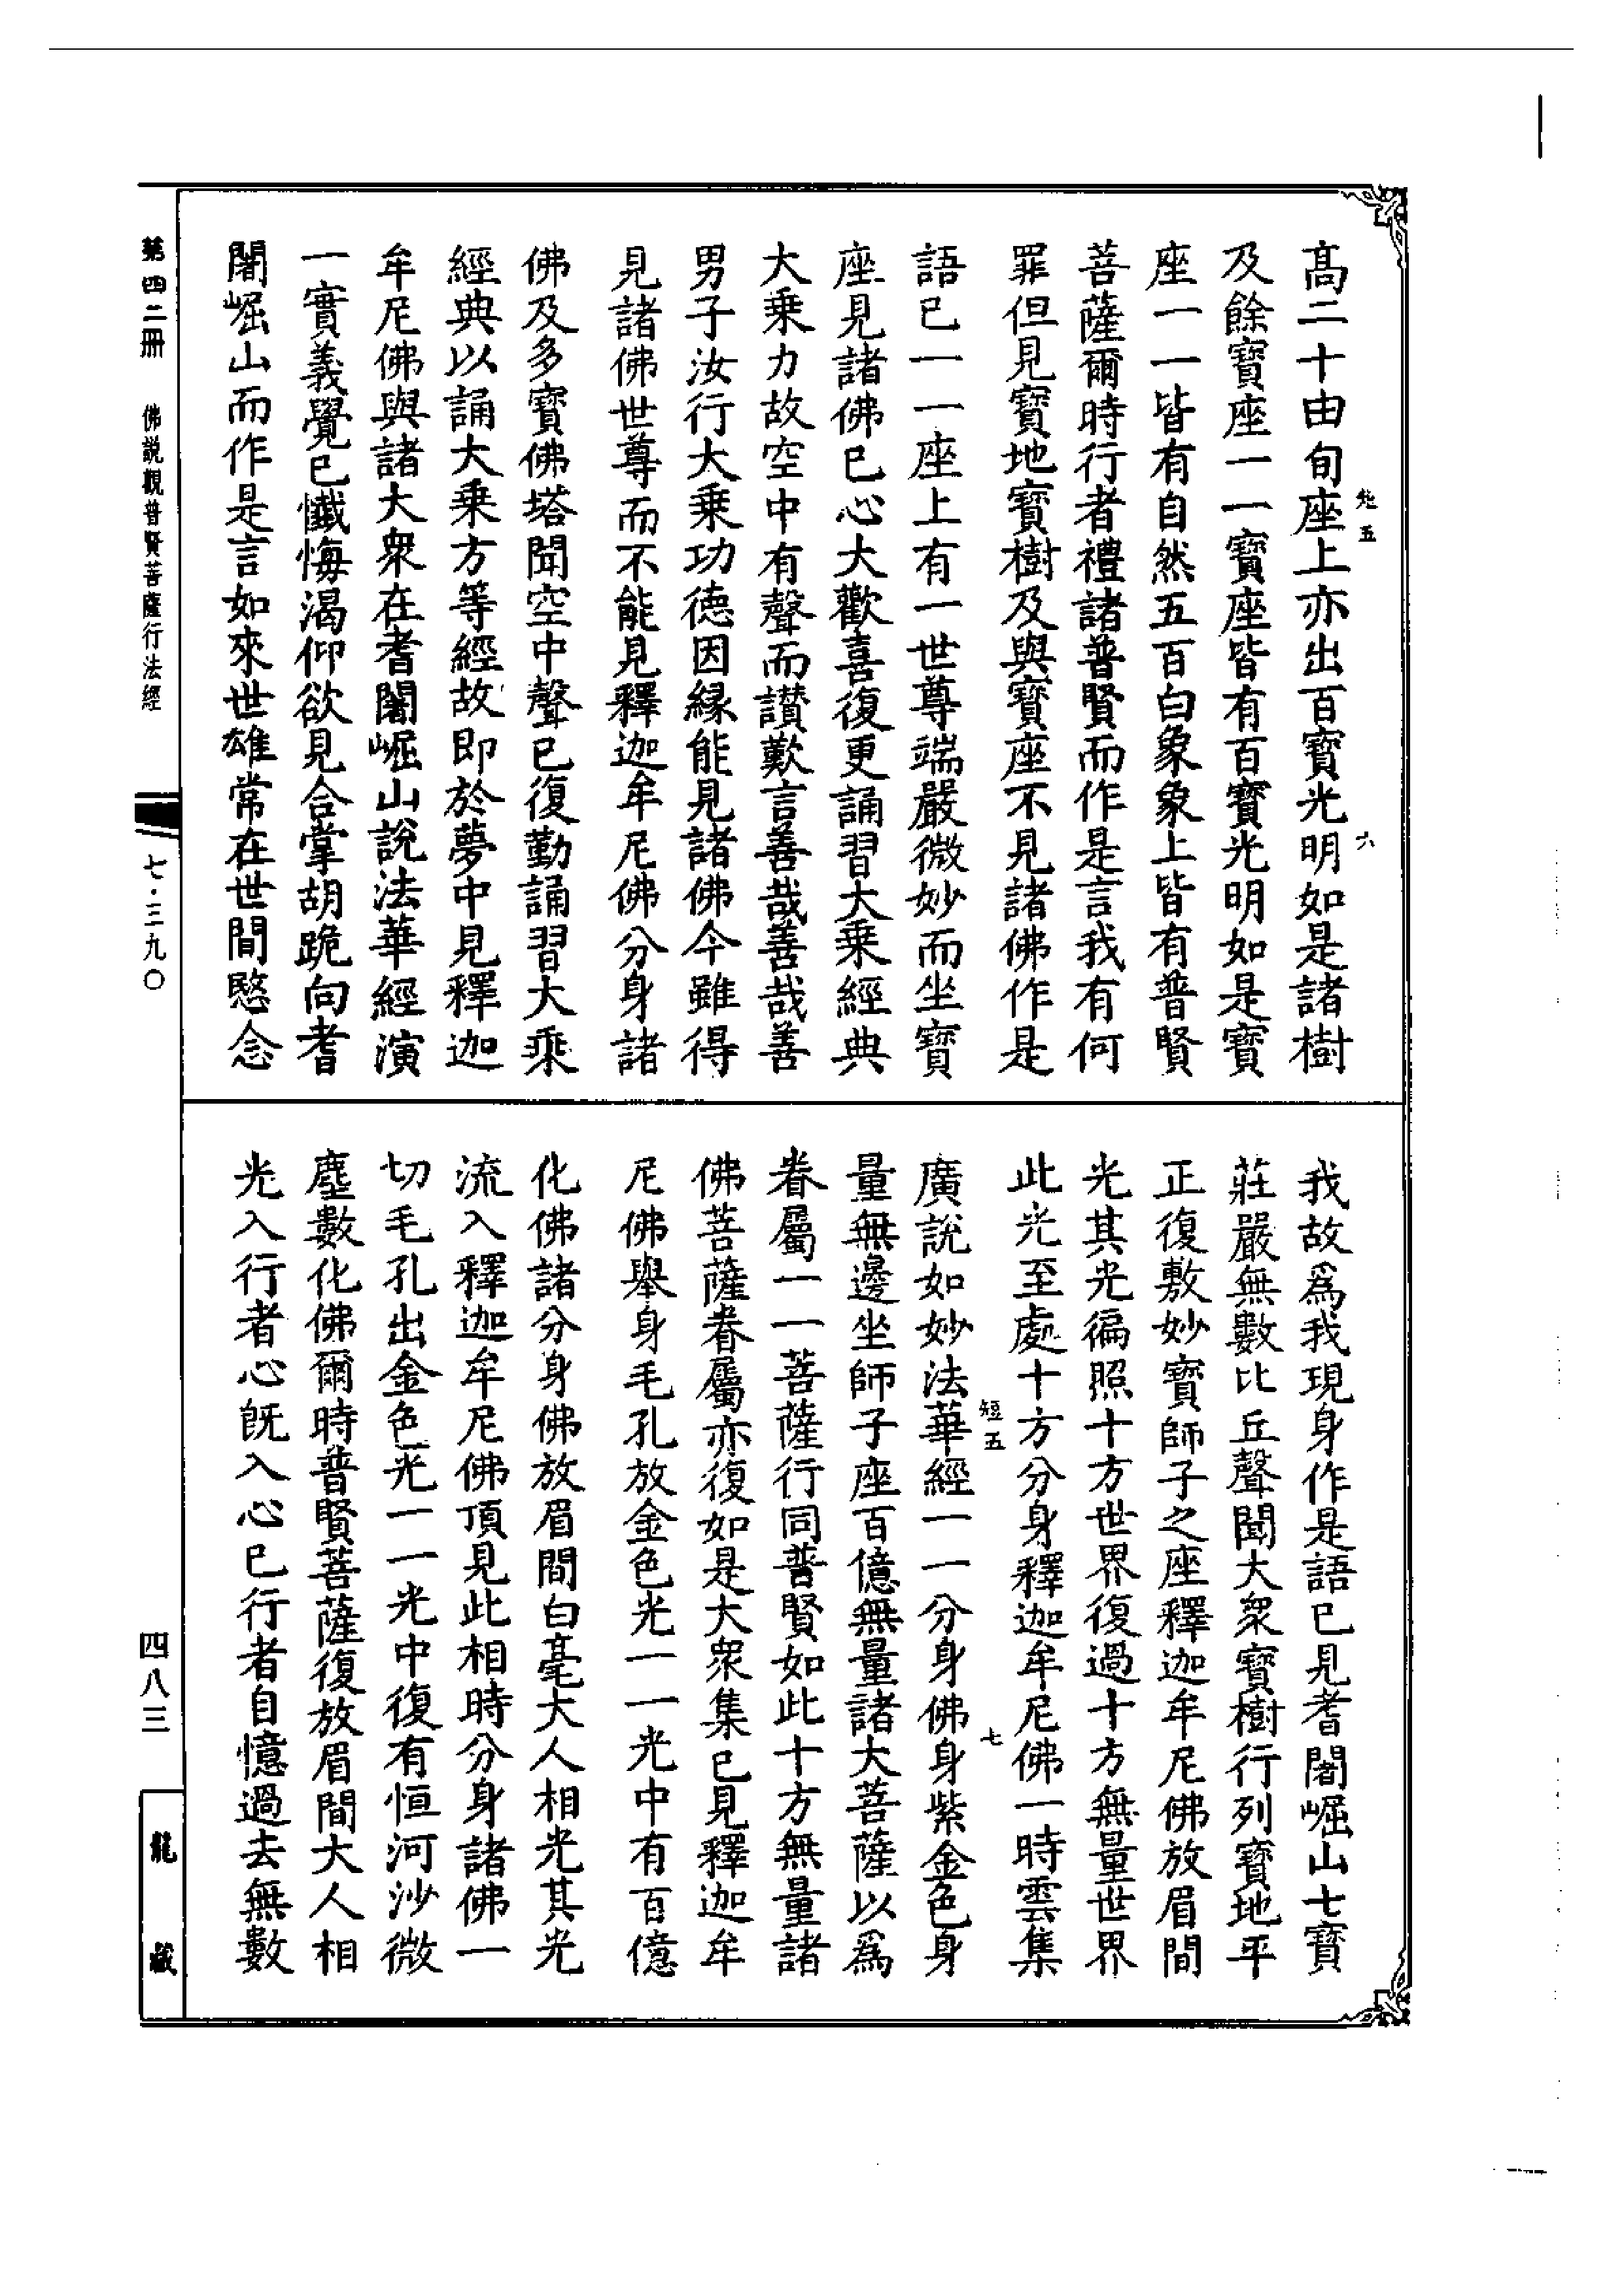 高二十由旬座上亦出百寶光明如是諸樹
及餘寶座一一寶座皆有百寶光明如是寶
座一一皆有自然五百白象象上皆有普賢
菩薩爾時行者禮諸普賢而作是言我有何
罪但見寶地寶樹及與寶座不見諸佛作是
語已一一座上有一世尊端嚴微妙而坐寶
座見諸佛已心大歡喜復更誦習大乘經典
大乘力故空中有聲而讃歎言善哉善哉善
男子汝行大乘功德因緣能見諸佛今雖得
見諸佛世尊而不能見釋迦牟尼佛分身諸
佛及多寶佛塔聞空中聲已復勤誦習大乘
經典以誦大乘方等經故即於夢中見釋迦
牟尼佛與諸大衆在耆闍崛山說法華經演
一實義覺已懺悔渴仰欲見合掌胡跪向耆
闍崛山而作是言如來世雄常在世間愍念
短五
六
我故爲我現身作是語已見耆闍崛山七寶
莊嚴無數比丘聲聞大衆寶樹行列寶地平
正復敷妙寶師子之座釋迦牟尼佛放眉間
光其光徧照十方世界復過十方無量世界
此光至處十方分身釋迦牟尼佛一時雲集
廣說如妙法華經一一分身佛身紫金色身
量無邊坐師子座百億無量諸大菩薩以爲
眷屬一一菩薩行同普賢如此十方無量諸
佛菩薩眷屬亦復如是大衆集已見釋迦牟
尼佛舉身毛孔放金色光一一光中有百億
化佛諸分身佛放眉間白毫大人相光其光
流入釋迦牟尼佛頂見此相時分身諸佛一
切毛孔出金色光一一光中復有恒河沙微
塵數化佛爾時普賢菩薩復放眉間大人相
光入行者心旣入心已行者自憶過去無數
短五
七
第四二册 佛説觀普賢菩薩行法經
七·三九〇
四八三
龍藏